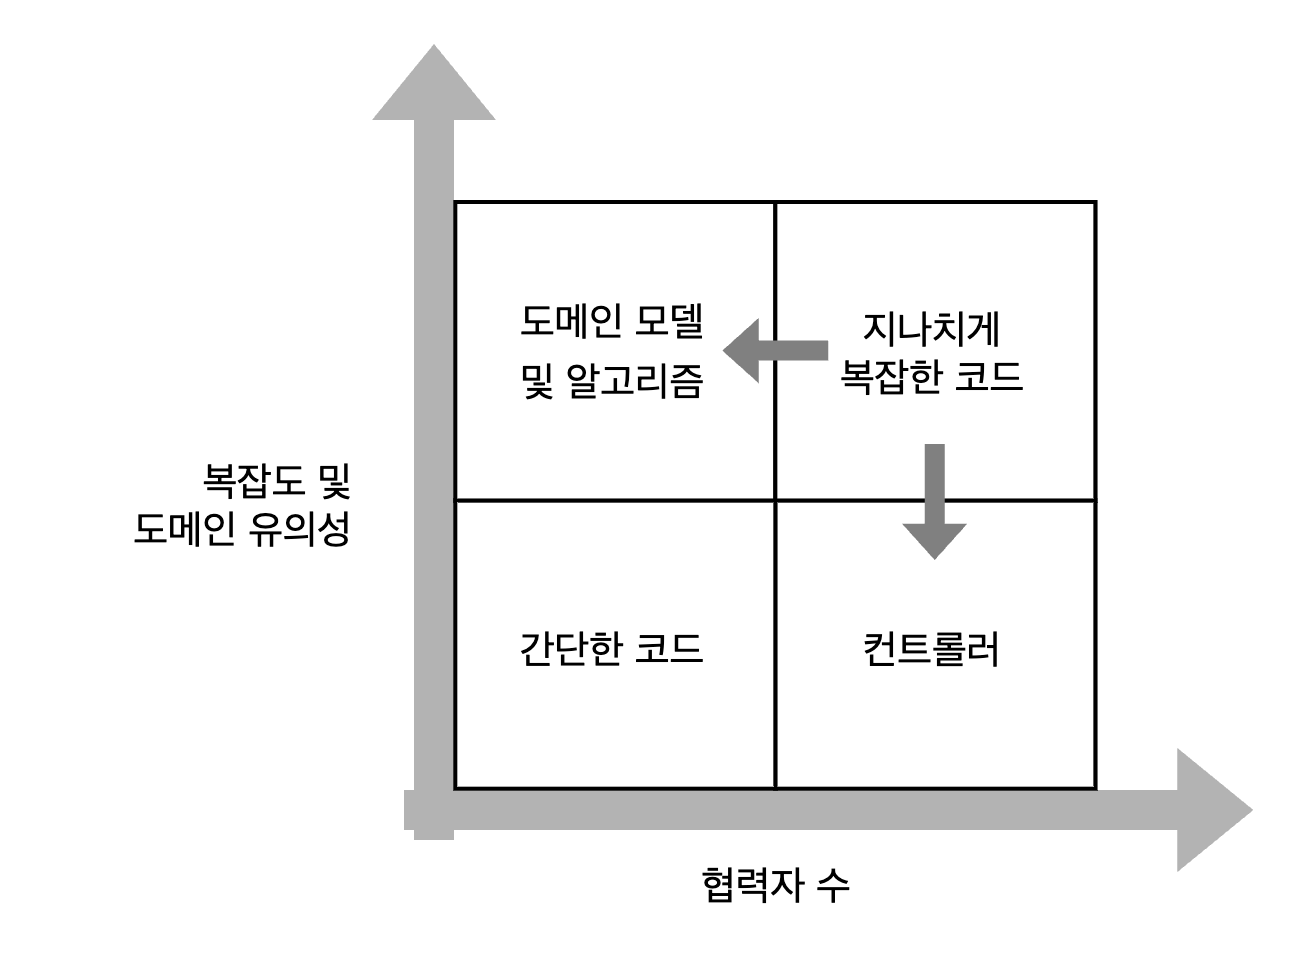 도메인 모델
및 알고리즘
지나치게
복잡한 코드
복잡도 및
도메인 유의성
간단한 코드
컨트롤러
협력자 수